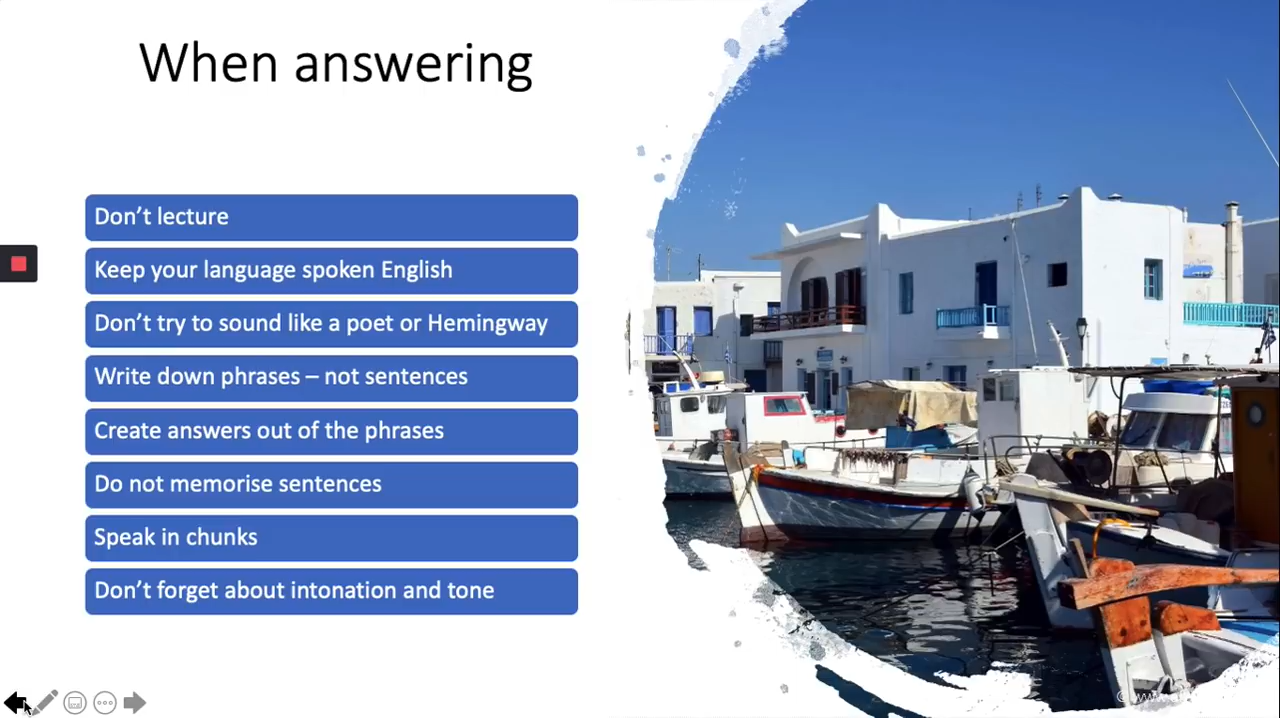 When answering
Don't lecture
Keep your language spoken English
Don't try to sound like a poet or Hemingway
Write down phrases – not sentences
Create answers out of the phrases
Do not memorise sentences
Speak in chunks
Don't forget about intonation and tone